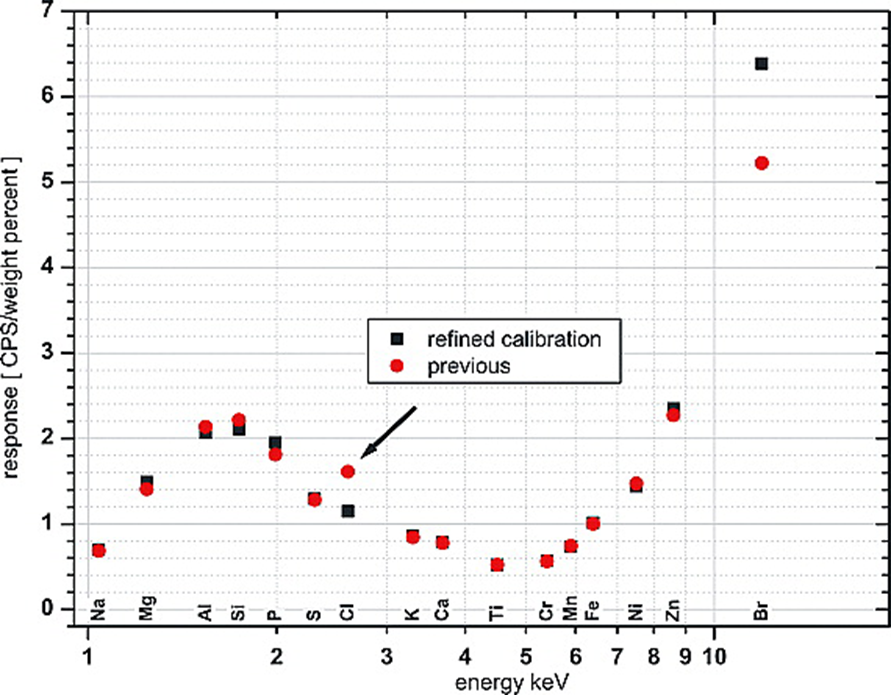 7
6
5
4
3
2
1
0
response [ CPS/weight percent ]
refined calibration
previous
Na Mg Al Si P S Cl K Ca Ti Cr Mn Fe Ni Zn Br
1 2 3 4 5 6 7 8 9 10
energy keV